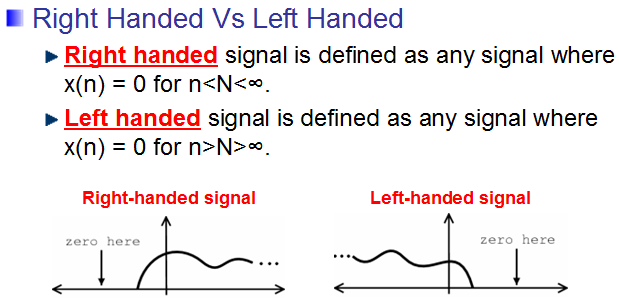 Right Handed Vs Left Handed
Right handed signal is defined as any signal where
x(n) = 0 for n<N<∞.
Left handed signal is defined as any signal where
x(n) = 0 for n>N>∞.
Right-handed signal
Left-handed signal
zero here
...
...
zero here